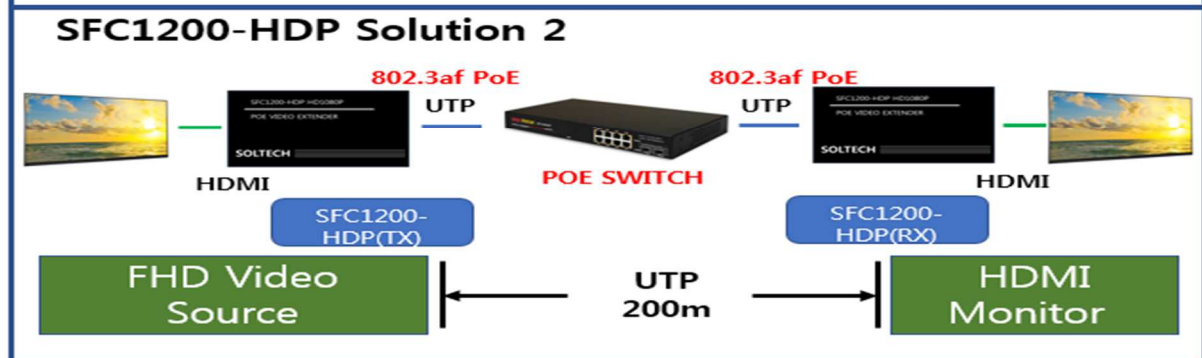 SFC1200-HDP Solution 2
802.3af PoE
802.3af PoE
UTP
UTP
SFC1200-HDP HD1080P
POE VIDEO EXTENDER
SOLTECH
SFC1200-HDP HD1080P
POE VIDEO EXTENDER
SOLTECH
HDMI
POE SWITCH
HDMI
SFC1200-
HDP(TX)
SFC1200-
HDP(RX)
FHD Video
Source
UTP
200m
HDMI
Monitor